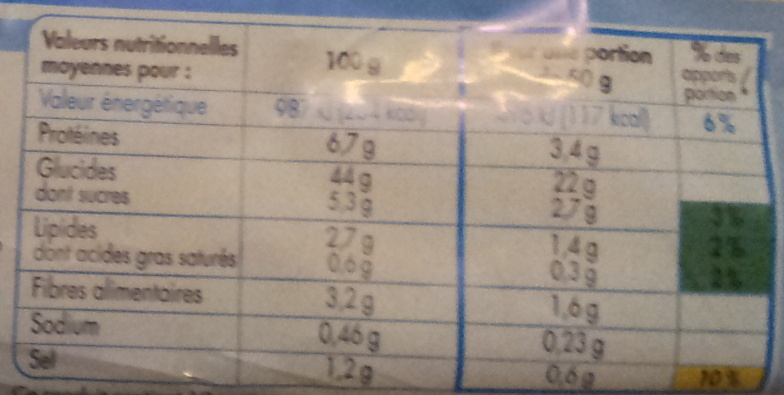 Valeurs nutritionnelles moyennes pour : 100 g portion 50 g % des apports / portion
Valeur énergétique (117 kcal) 6%
Protéines 6,7 g 3,4 g
Glucides 44 g 22 g
dont sucres 5,3 g 2,7 g 3%
Lipides 2,7 g 1,4 g 2%
dont acides gras saturés 0,6 g 0,3 g
Fibres alimentaires 3,2 g 1,6 g
Sodium 0,46 g 0,23 g
Sel 1,2 g 0,6 g 10%